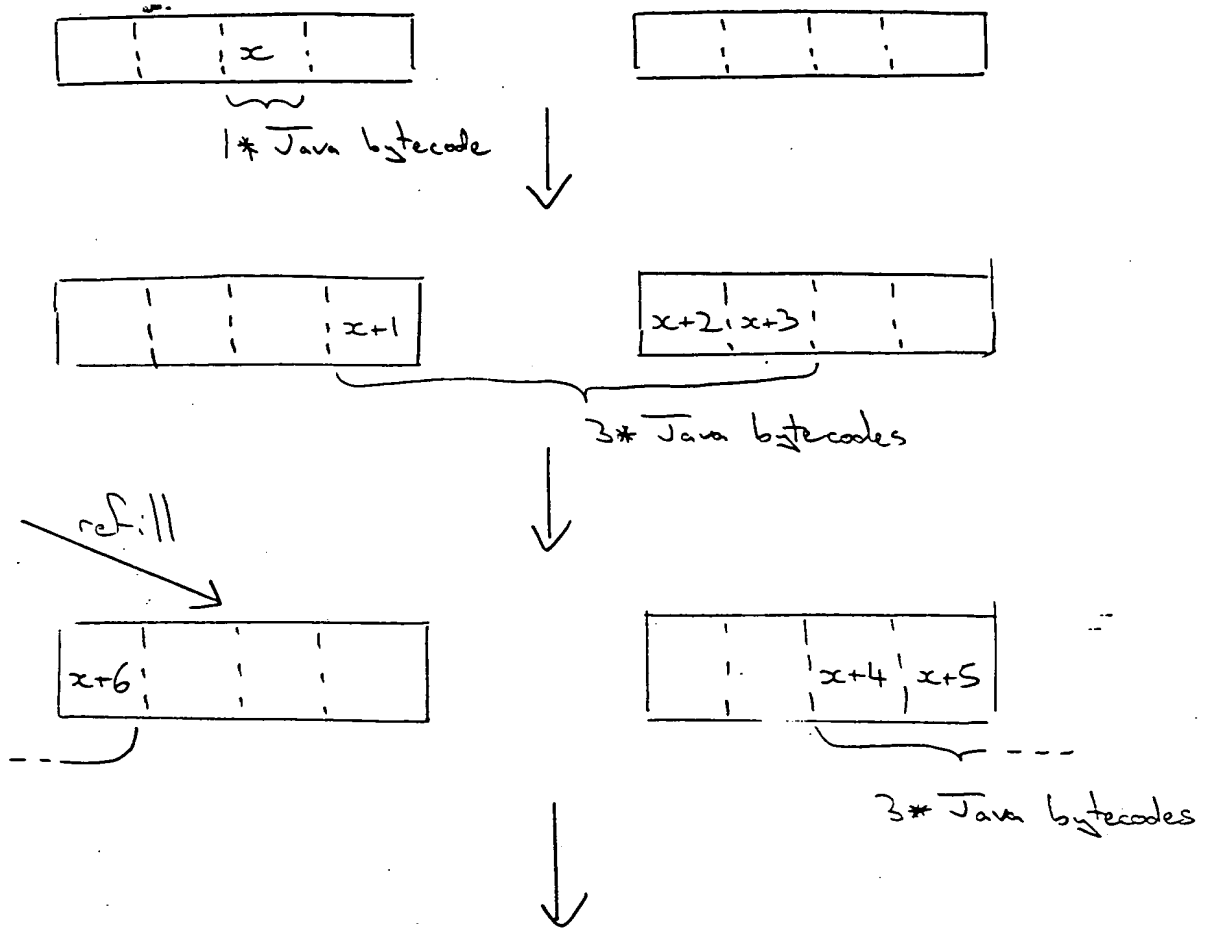 x
1* Java bytecode
x+1 x+2 x+3
3* Java bytecodes
refill
x+6 x+4 x+5
3* Java bytecodes